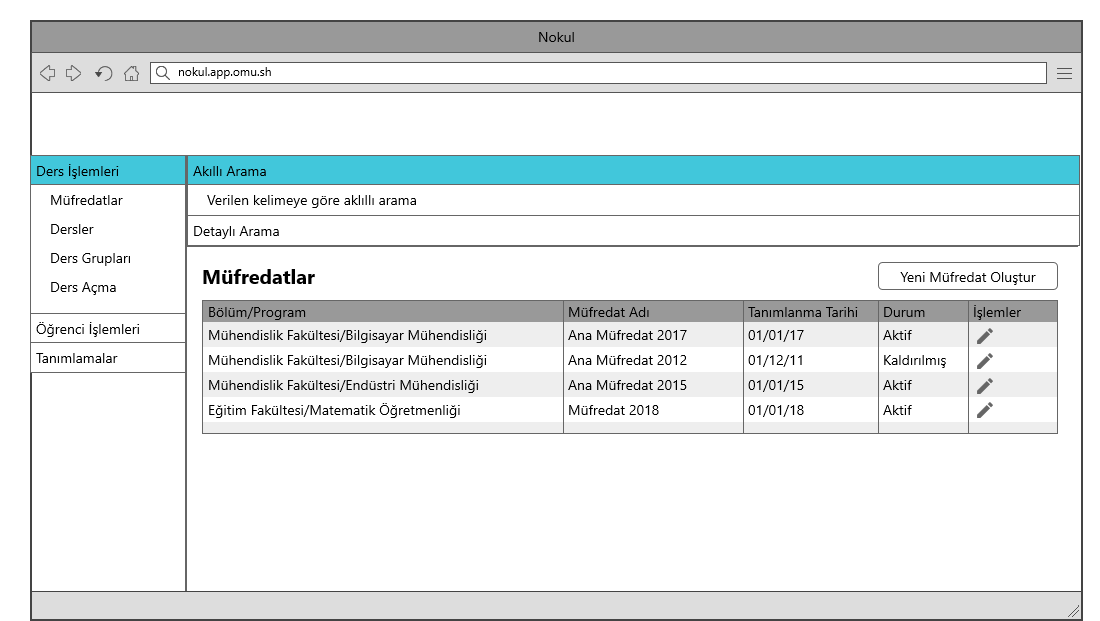 Nokul
nokul.app.omu.sh
Ders İşlemleri
Müfredatlar
Dersler
Ders Grupları
Ders Açma
Öğrenci İşlemleri
Tanımlamalar
Akıllı Arama
Verilen kelimeye göre aklıllı arama
Detaylı Arama
Müfredatlar
Yeni Müfredat Oluştur
Bölüm/Program Müfredat Adı Tanımlanma Tarihi Durum İşlemler
Mühendislik Fakültesi/Bilgisayar Mühendisliği Ana Müfredat 2017 01/01/17 Aktif
Mühendislik Fakültesi/Bilgisayar Mühendisliği Ana Müfredat 2012 01/12/11 Kaldırılmış
Mühendislik Fakültesi/Endüstri Mühendisliği Ana Müfredat 2015 01/01/15 Aktif
Eğitim Fakültesi/Matematik Öğretmenliği Müfredat 2018 01/01/18 Aktif